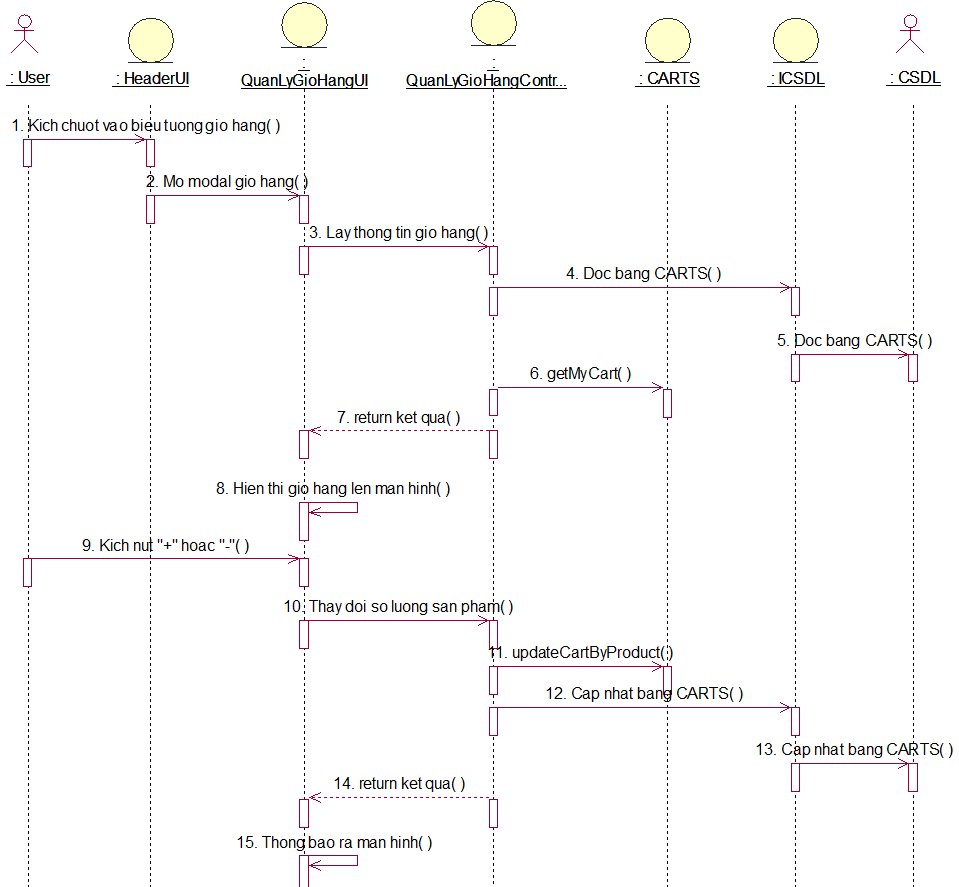 : User
: HeaderUI
:
QuanLyGioHangUI
:
QuanLyGioHangContr...
: CARTS
: ICSDL
: CSDL
1. Kich chuot vao bieu tuong gio hang( )
2. Mo modal gio hang( )
3. Lay thong tin gio hang( )
4. Doc bang CARTS( )
5. Doc bang CARTS( )
6. getMyCart( )
7. return ket qua( )
8. Hien thi gio hang len man hinh( )
9. Kich nut "+" hoac "-"( )
10. Thay doi so luong san pham( )
11. updateCartByProduct( )
12. Cap nhat bang CARTS( )
13. Cap nhat bang CARTS( )
14. return ket qua( )
15. Thong bao ra man hinh( )